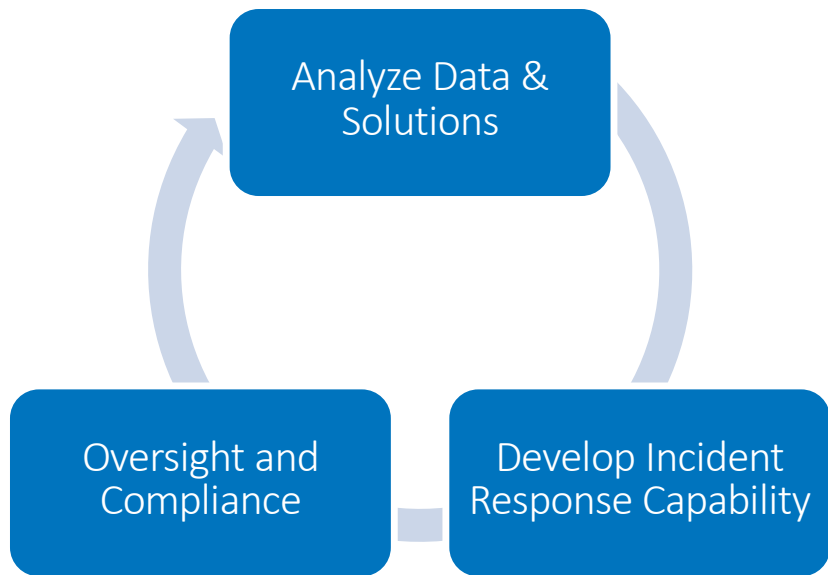 Analyze Data &
Solutions
Develop Incident
Response Capability
Oversight and
Compliance